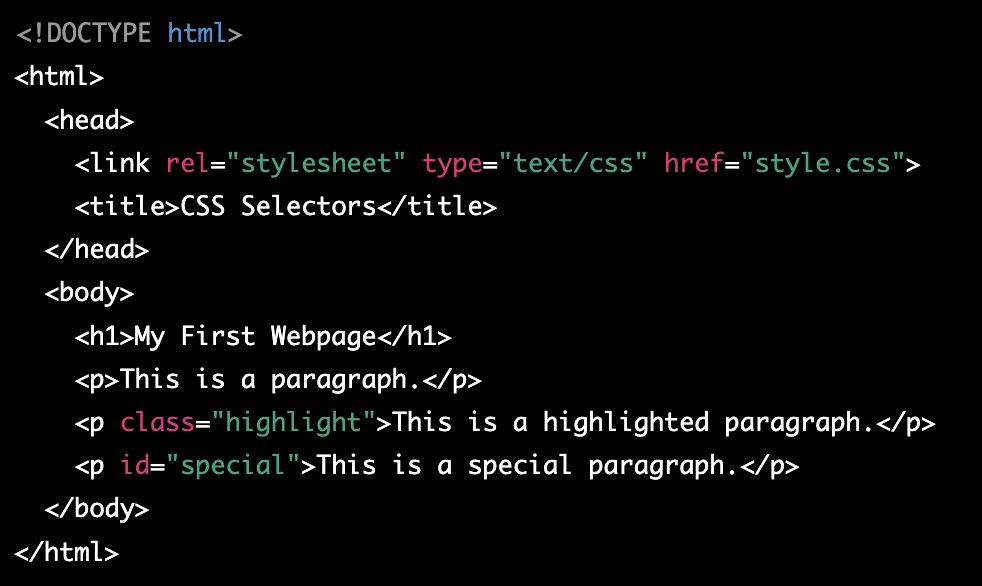 <!DOCTYPE html>
<html>
  <head>
    <link rel="stylesheet" type="text/css" href="style.css">
    <title>CSS Selectors</title>
  </head>
  <body>
    <h1>My First Webpage</h1>
    <p>This is a paragraph.</p>
    <p class="highlight">This is a highlighted paragraph.</p>
    <p id="special">This is a special paragraph.</p>
  </body>
</html>